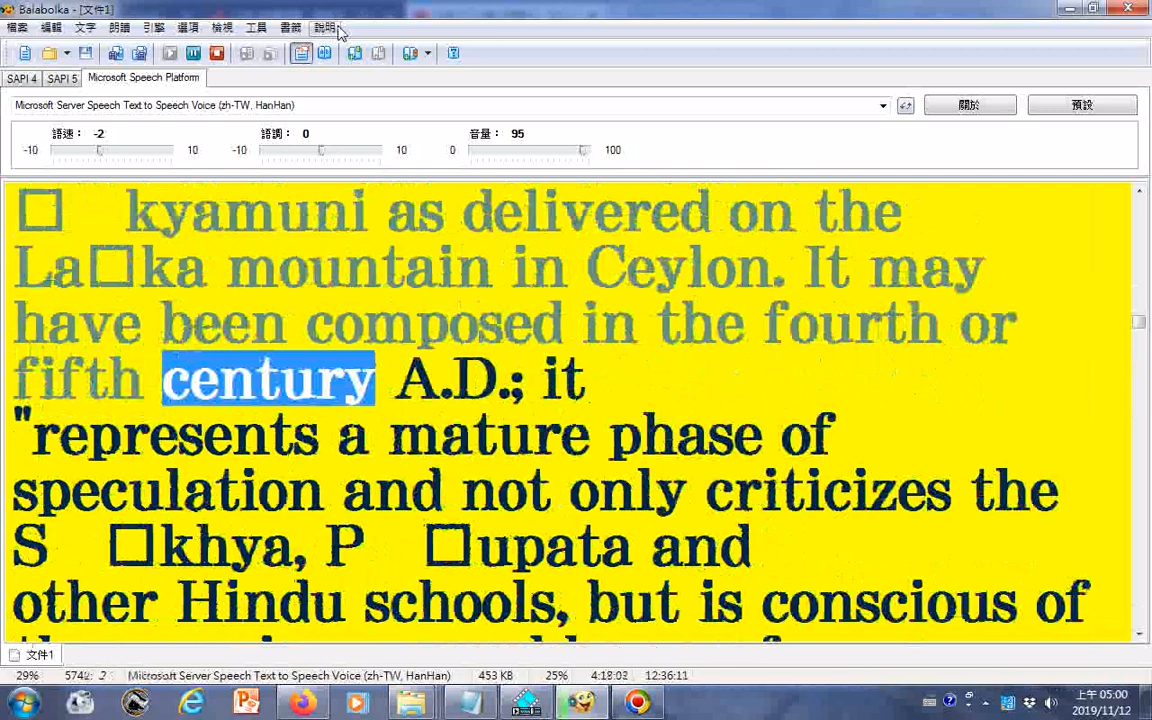 Balabolka - [文件1]
檔案 編輯 文字 朗讀 引擎 選項 檢視 工具 書籤 說明
SAPI 4 SAPI 5 Microsoft Speech Platform
Microsoft Server Speech Text to Speech Voice (zh-TW, HanHan) 關於 預設
語速： -2 語調： 0 音量： 95
-10 10 -10 10 0 100
□ kyamuni as delivered on the
La□ka mountain in Ceylon. It may
have been composed in the fourth or
fifth century A.D.; it
"represents a mature phase of
speculation and not only criticizes the
S □khya, P □upata and
other Hindu schools, but is conscious of
文件1
29% Microsoft Server Speech Text to Speech Voice (zh-TW, HanHan) 453 KB 25% 4:18:02 12:36:11
上午 05:00
2019/11/12